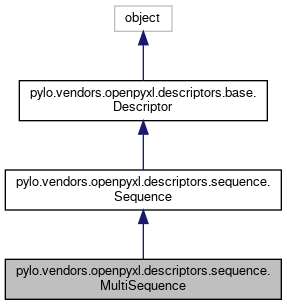 object
pylo.vendors.openpyxl.descriptors.base.
Descriptor
pylo.vendors.openpyxl.descriptors.sequence.
Sequence
pylo.vendors.openpyxl.descriptors.sequence.
MultiSequence